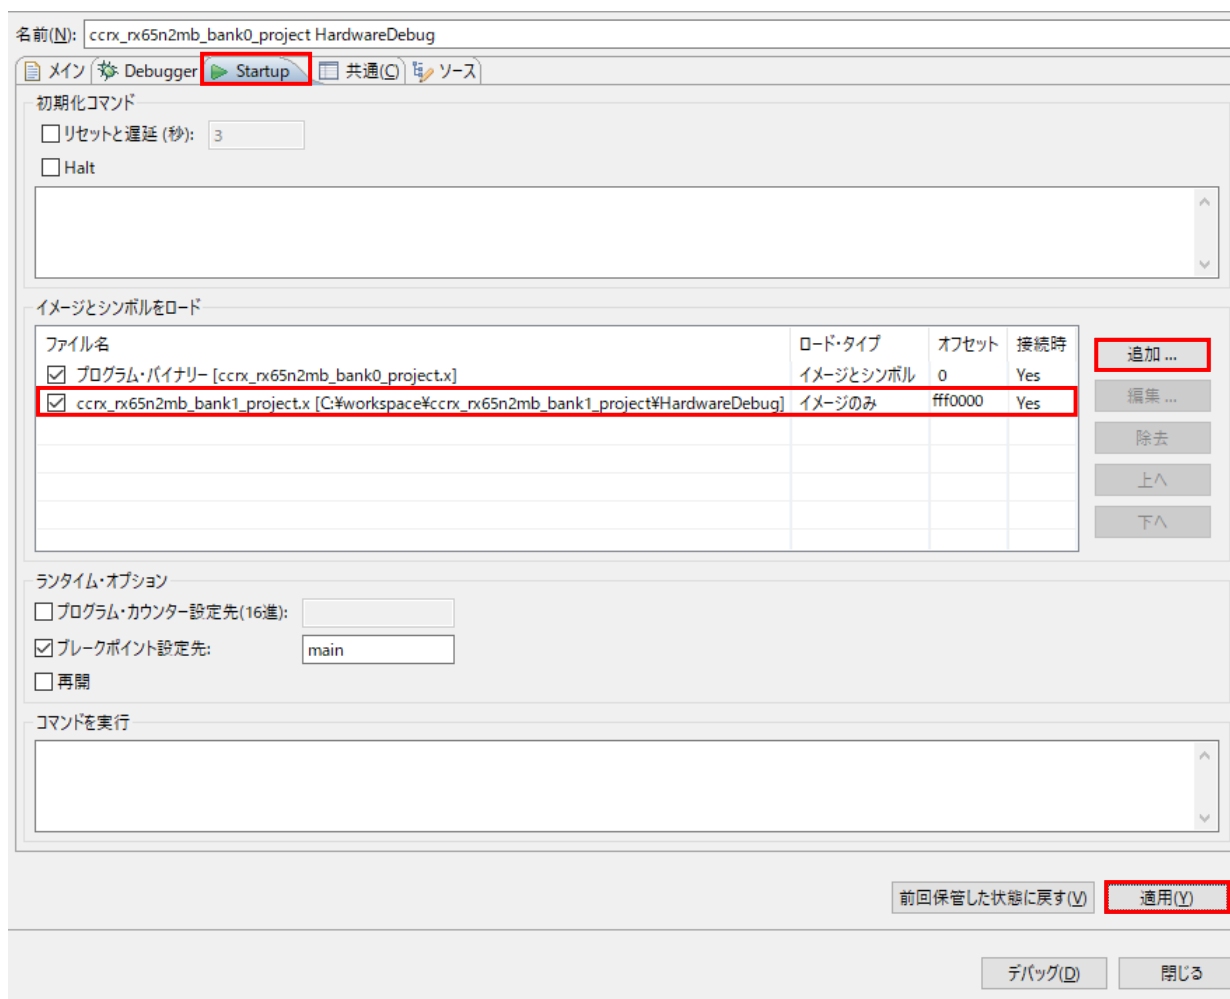 名前(N): ccrx_rx65n2mb_bank0_project HardwareDebug
メイン Debugger Startup 共通(C) ソース
初期化コマンド
リセットと遅延 (秒): 3
Halt
イメージとシンボルをロード
ファイル名 ロード・タイプ オフセット 接続時
プログラム・バイナリー [ccrx_rx65n2mb_bank0_project.x] イメージとシンボル 0 Yes
ccrx_rx65n2mb_bank1_project.x [C:¥workspace¥ccrx_rx65n2mb_bank1_project¥HardwareDebug] イメージのみ fff0000 Yes
追加 ...
編集 ...
除去
上へ
下へ
ランタイム・オプション
プログラム・カウンター設定先(16進):
ブレークポイント設定先: main
再開
コマンドを実行
前回保管した状態に戻す(V) 適用(Y)
デバッグ(D) 閉じる